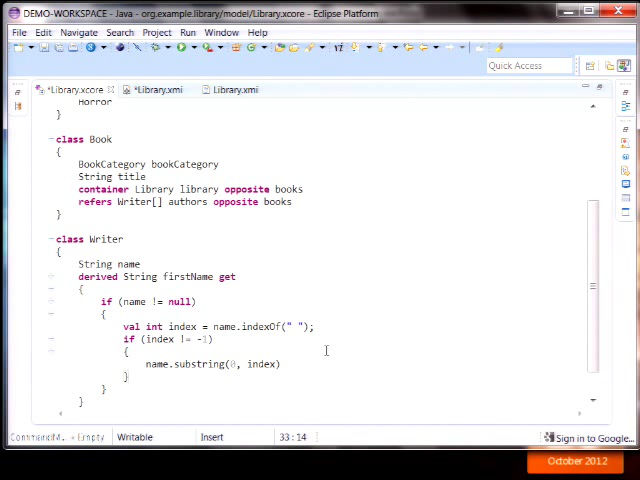 DEMO-WORKSPACE - Java - org.example.library/model/Library.xcore - Eclipse Platform
File Edit Navigate Search Project Run Window Help
Quick Access
*Library.xcore *Library.xmi Library.xmi
Horror
}
class Book
{
BookCategory bookCategory
String title
container Library library opposite books
refers Writer[] authors opposite books
}
class Writer
{
String name
derived String firstName get
{
if (name != null)
{
val int index = name.indexOf(" ");
if (index != -1)
{
name.substring(0, index)
}
}
}
CommandM... - Empty Writable Insert 33 : 14 Sign in to Google...
October 2012